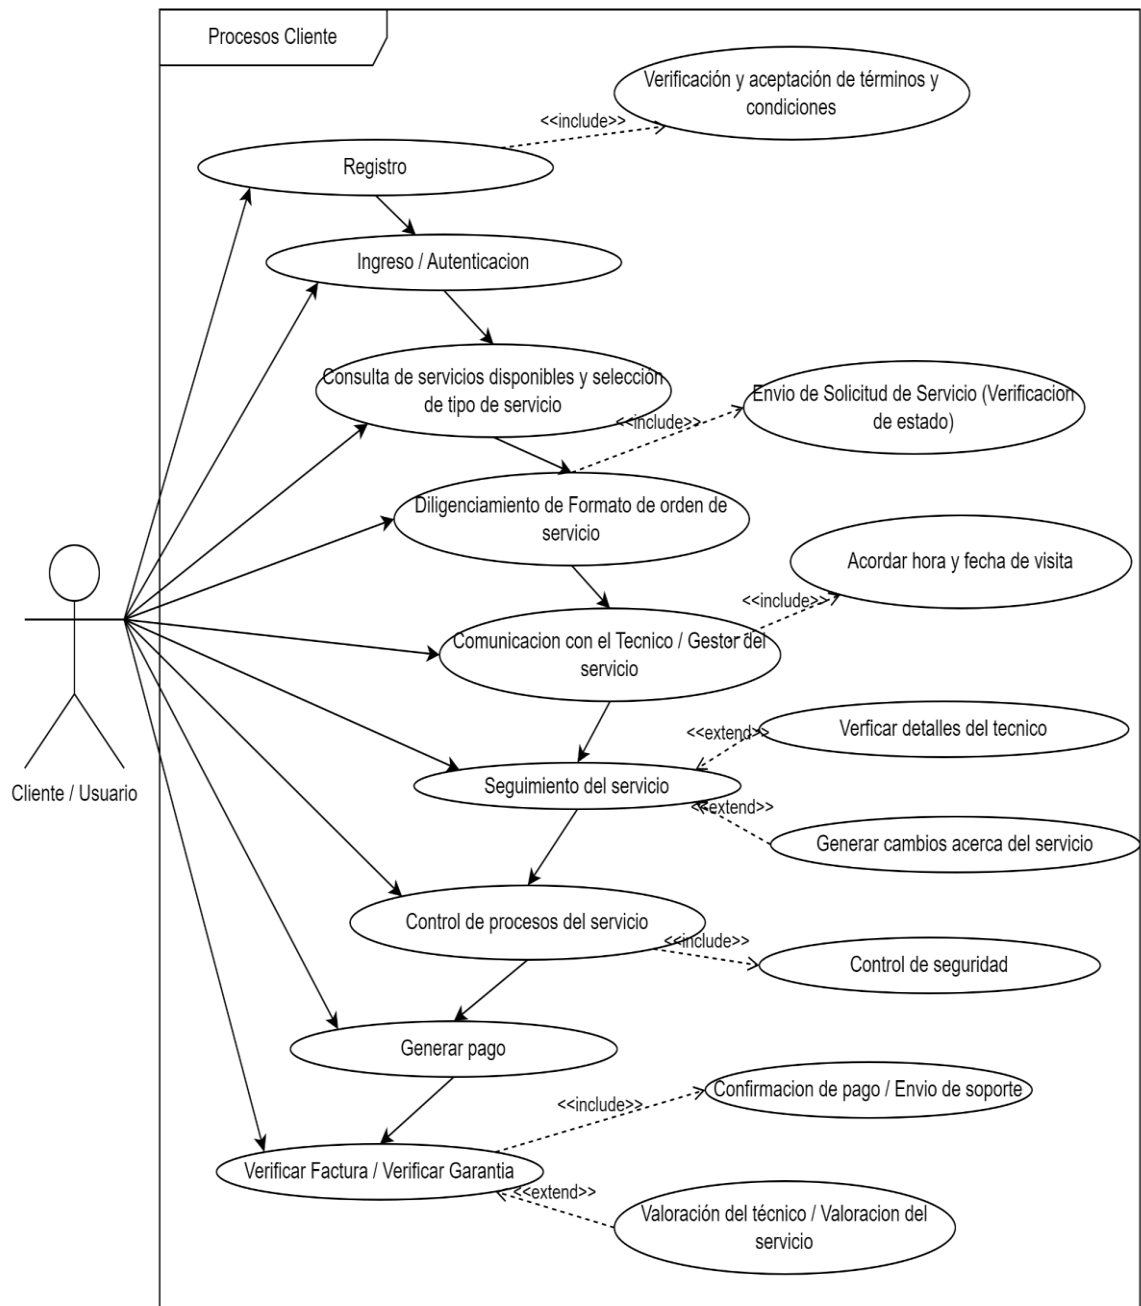 Procesos Cliente
Verificación y aceptación de términos y
condiciones
<<include>>
Registro
Ingreso / Autenticacion
Consulta de servicios disponibles y selección
de tipo de servicio
<<include>>
Envio de Solicitud de Servicio (Verificacion
de estado)
Diligenciamiento de Formato de orden de
servicio
Acordar hora y fecha de visita
<<include>>
Comunicacion con el Tecnico / Gestor del
servicio
<<extend>>
Verficar detalles del tecnico
Seguimiento del servicio
Cliente / Usuario
<<extend>>
Generar cambios acerca del servicio
Control de procesos del servicio
<<include>>
Control de seguridad
Generar pago
<<include>>
Confirmacion de pago / Envio de soporte
Verificar Factura / Verificar Garantia
<<extend>>
Valoración del técnico / Valoracion del
servicio